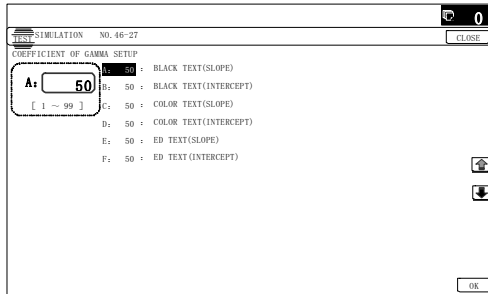 0
TEST SIMULATION NO.46-27
CLOSE
COEFFICIENT OF GAMMA SETUP
A: 50
[ 1 ~ 99 ]
A: 50 : BLACK TEXT(SLOPE)
B: 50 : BLACK TEXT(INTERCEPT)
C: 50 : COLOR TEXT(SLOPE)
D: 50 : COLOR TEXT(INTERCEPT)
E: 50 : ED TEXT(SLOPE)
F: 50 : ED TEXT(INTERCEPT)
OK